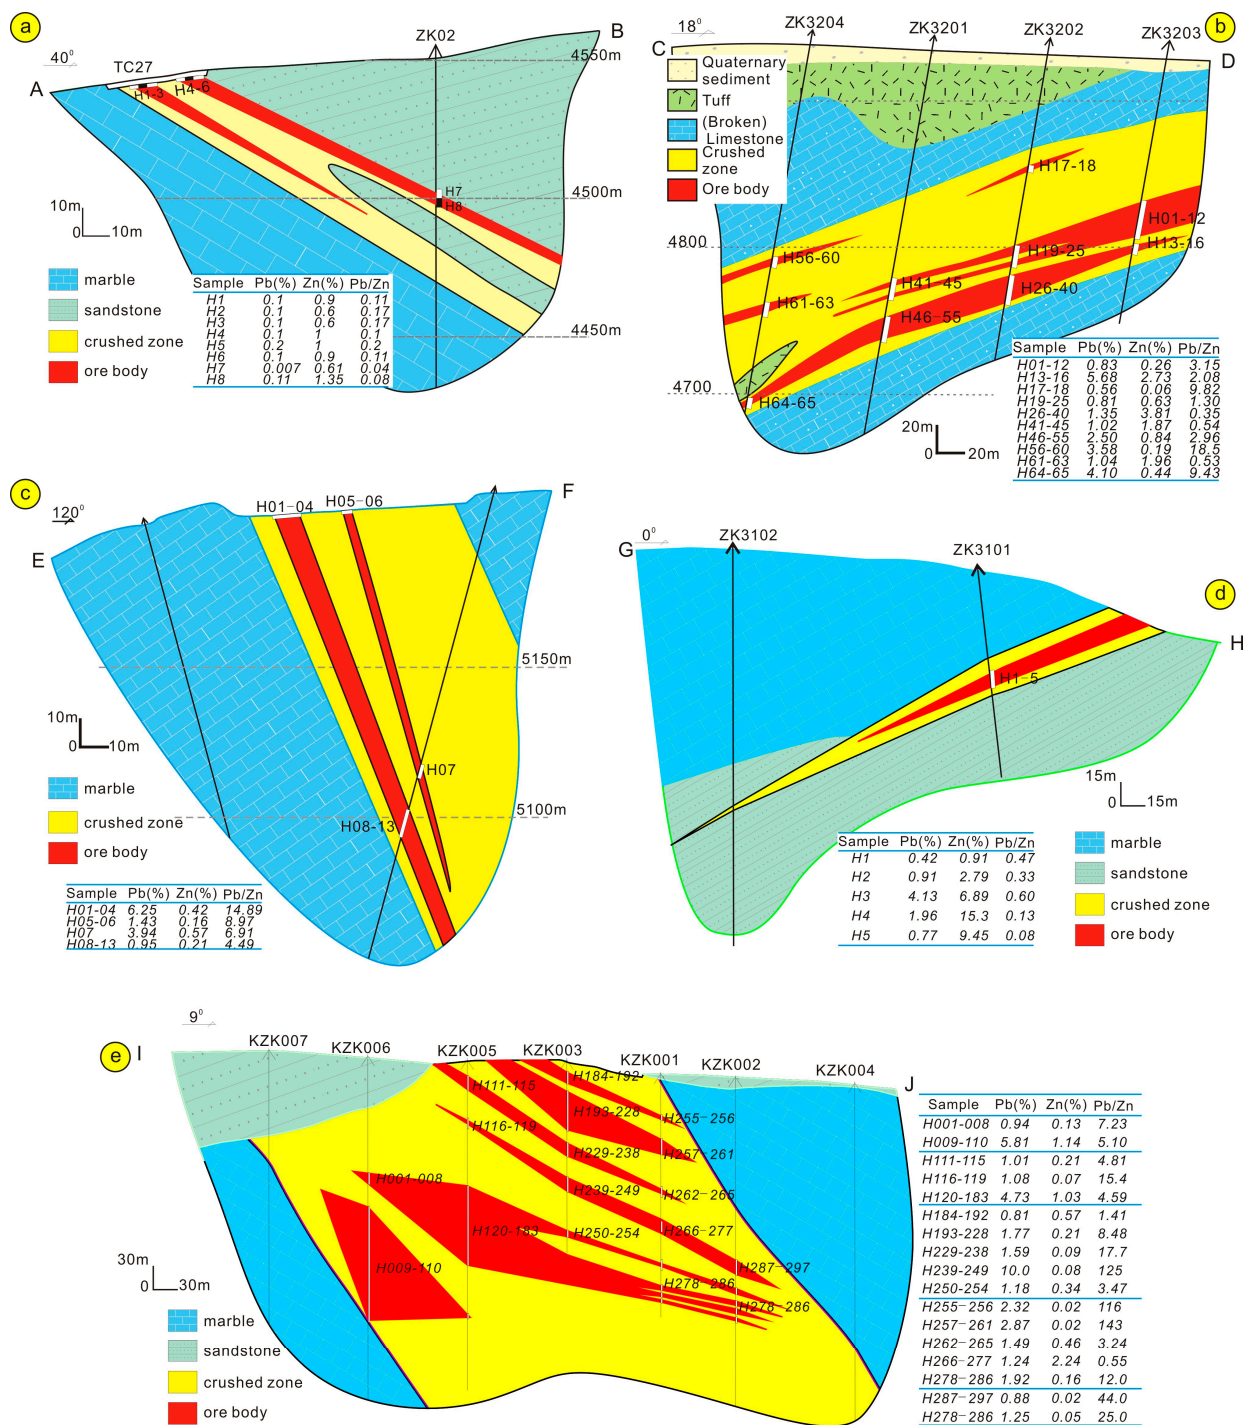 a
40⁰
A
TC27
H1-3
H4-6
ZK02
B
4550m
H7
H8
4500m
4450m
10m
0 10m
marble
sandstone
crushed zone
ore body
Sample Pb(%) Zn(%) Pb/Zn
H1 0.1 0.9 0.11
H2 0.1 0.6 0.17
H3 0.1 0.6 0.17
H4 0.1 1 0.1
H5 0.2 1 0.2
H6 0.1 0.9 0.11
H7 0.007 0.61 0.04
H8 0.11 1.35 0.08
b
18⁰
C
ZK3204
ZK3201
ZK3202
ZK3203
D
Quaternary
sediment
Tuff
(Broken)
Limestone
Crushed
zone
Ore body
H17-18
H01-12
H13-16
H19-25
H26-40
H56-60
H41-45
H61-63
H46-55
H64-65
4800
4700
20m
0 20m
Sample Pb(%) Zn(%) Pb/Zn
H01-12 0.83 0.26 3.15
H13-16 5.68 2.73 2.08
H17-18 0.56 0.06 9.82
H19-25 0.81 0.63 1.30
H26-40 1.35 3.81 0.35
H41-45 1.02 1.87 0.54
H46-55 2.50 0.84 2.96
H56-60 3.58 0.19 18.5
H61-63 1.04 1.96 0.53
H64-65 4.10 0.44 9.43
c
120⁰
E
H01-04
H05-06
F
5150m
H07
5100m
H08-13
10m
0 10m
marble
crushed zone
ore body
Sample Pb(%) Zn(%) Pb/Zn
H01-04 6.25 0.42 14.89
H05-06 1.43 0.16 8.97
H07 3.94 0.57 6.91
H08-13 0.95 0.21 4.49
d
0⁰
G
ZK3102
ZK3101
H
H1-5
15m
0 15m
Sample Pb(%) Zn(%) Pb/Zn
H1 0.42 0.91 0.47
H2 0.91 2.79 0.33
H3 4.13 6.89 0.60
H4 1.96 15.3 0.13
H5 0.77 9.45 0.08
marble
sandstone
crushed zone
ore body
e
9⁰
I
KZK007
KZK006
KZK005
KZK003
KZK001
KZK002
KZK004
J
H184-192
H111-115
H193-228
H255-256
H116-119
H229-238
H257-261
H001-008
H239-249
H262-265
H120-183
H250-254
H266-277
H009-110
H287-297
H278-286
H278-286
30m
0 30m
marble
sandstone
crushed zone
ore body
Sample Pb(%) Zn(%) Pb/Zn
H001-008 0.94 0.13 7.23
H009-110 5.81 1.14 5.10
H111-115 1.01 0.21 4.81
H116-119 1.08 0.07 15.4
H120-183 4.73 1.03 4.59
H184-192 0.81 0.57 1.41
H193-228 1.77 0.21 8.48
H229-238 1.59 0.09 17.7
H239-249 10.0 0.08 125
H250-254 1.18 0.34 3.47
H255-256 2.32 0.02 116
H257-261 2.87 0.02 143
H262-265 1.49 0.46 3.24
H266-277 1.24 2.24 0.55
H278-286 1.92 0.16 12.0
H287-297 0.88 0.02 44.0
H278-286 1.25 0.05 25.0